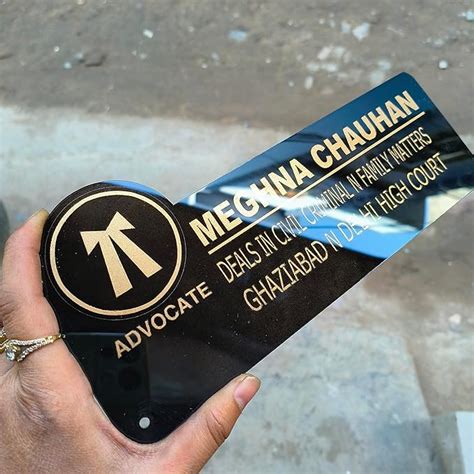 ADVOCATE
MEGHNA CHAUHAN
DEALS IN CIVIL CRIMINAL N FAMILY MATTERS
GHAZIABAD N DELHI HIGH COURT